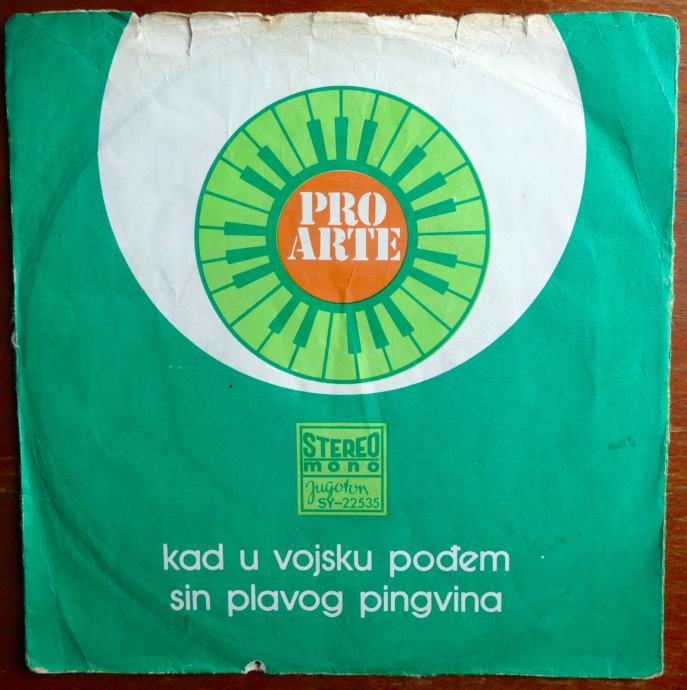 PRO
ARTE
STEREO
mono
Jugoton
SY-22535
kad u vojsku pođem
sin plavog pingvina